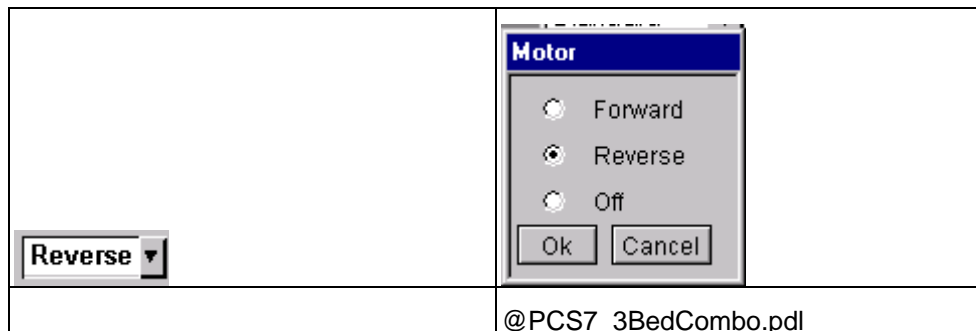 Motor
Forward
Reverse
Off
Ok Cancel
Reverse
@PCS7_3BedCombo.pdl